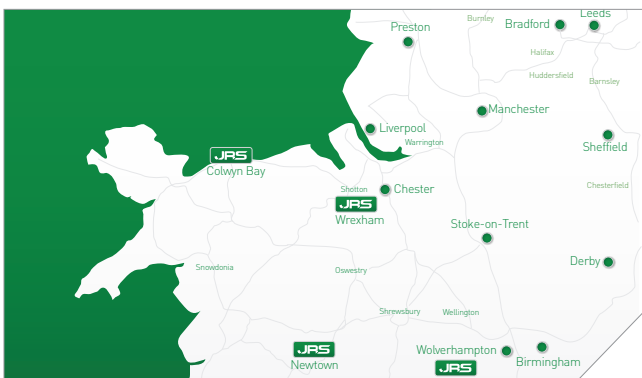 Leeds
Burnley
Bradford
Preston
Halifax
Huddersfield
Barnsley
Manchester
Liverpool
Warrington
Sheffield
JRS
Colwyn Bay
Shotton
Chester
Chesterfield
JRS
Wrexham
Stoke-on-Trent
Derby
Snowdonia
Oswestry
Shrewsbury
Wellington
JRS
Newtown
Wolverhampton
JRS
Birmingham